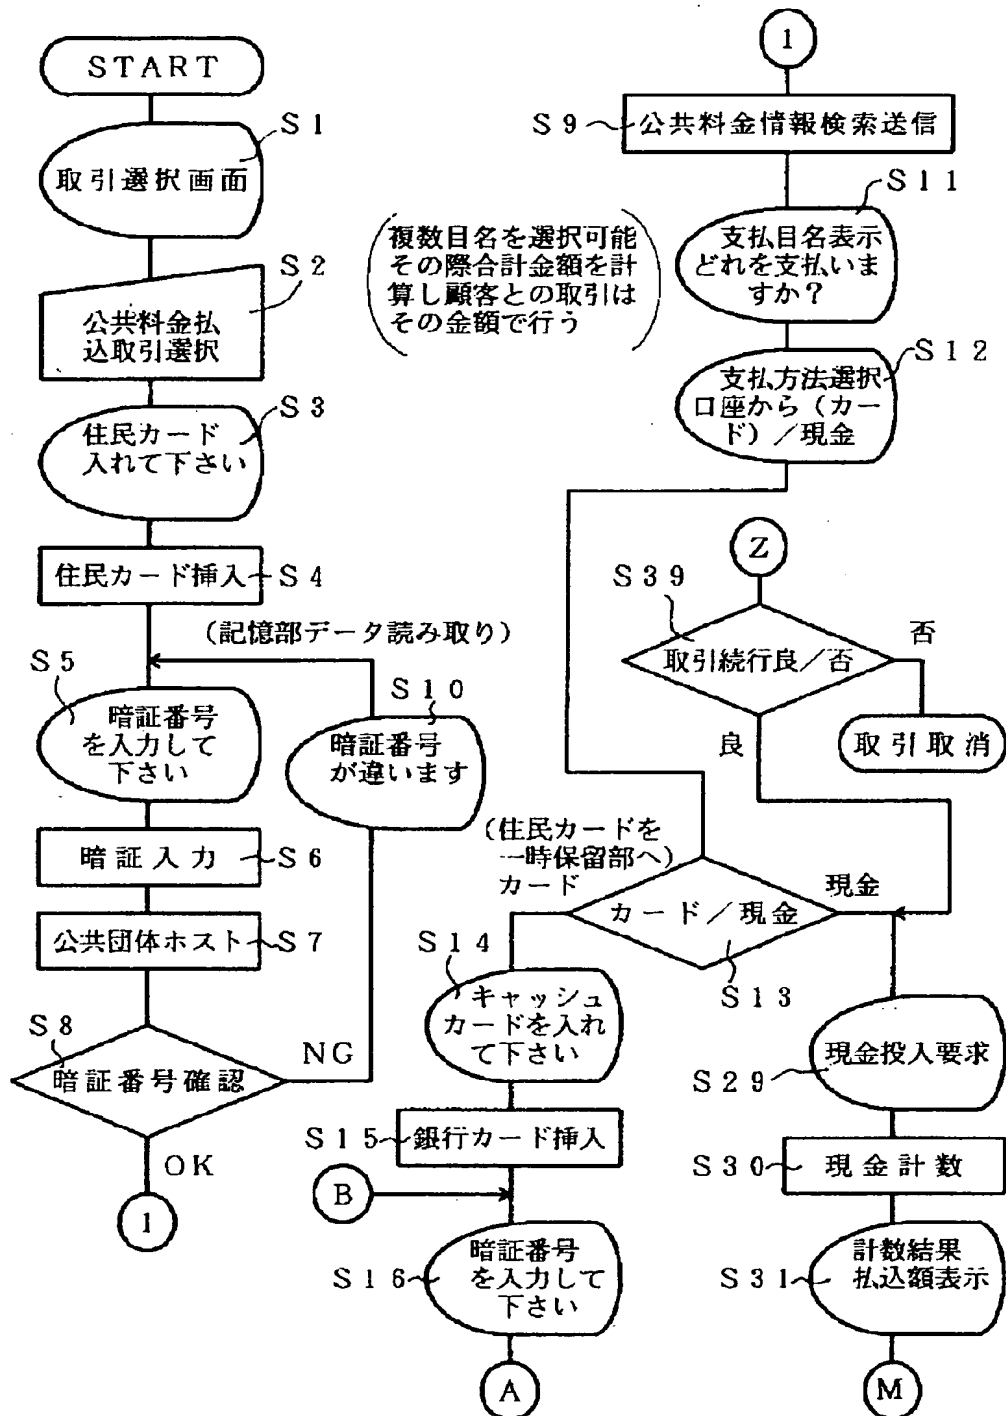 START
S1
取引選択画面
S2
公共料金払
込取引選択
S3
住民カード
入れて下さい
住民カード挿入
S4
(記憶部データ読み取り)
S5
暗証番号
を入力して
下さい
S10
暗証番号
が違います
暗証入力
S6
公共団体ホスト
S7
S8
暗証番号確認
NG
OK
1
1
S9
公共料金情報検索送信
S11
支払目名表示
どれを支払いま
すか?
(複数目名を選択可能
その際合計金額を計
算し顧客との取引は
その金額で行う)
S12
支払方法選択
口座から(カー
ド)/現金
Z
S39
取引続行良/否
否
良
取引取消
(住民カードを
一時保留部へ)
カード
カード/現金
現金
S13
S14
キャッシュ
カードを入れ
て下さい
S15
銀行カード挿入
B
S16
暗証番号
を入力して
下さい
A
現金投入要求
S29
S30
現金計数
S31
計数結果
払込額表示
M